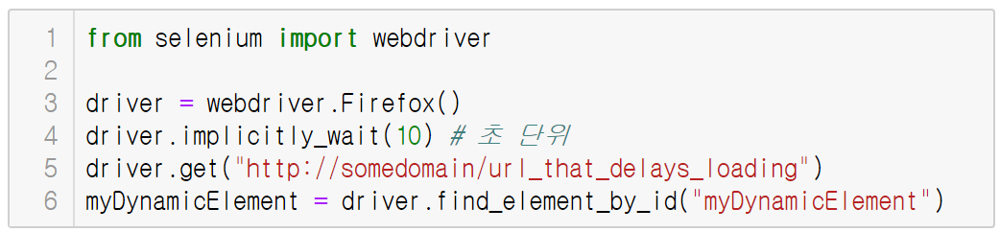 1 from selenium import webdriver
2
3 driver = webdriver.Firefox()
4 driver.implicitly_wait(10) # 초 단위
5 driver.get("http://somedomain/url_that_delays_loading")
6 myDynamicElement = driver.find_element_by_id("myDynamicElement")